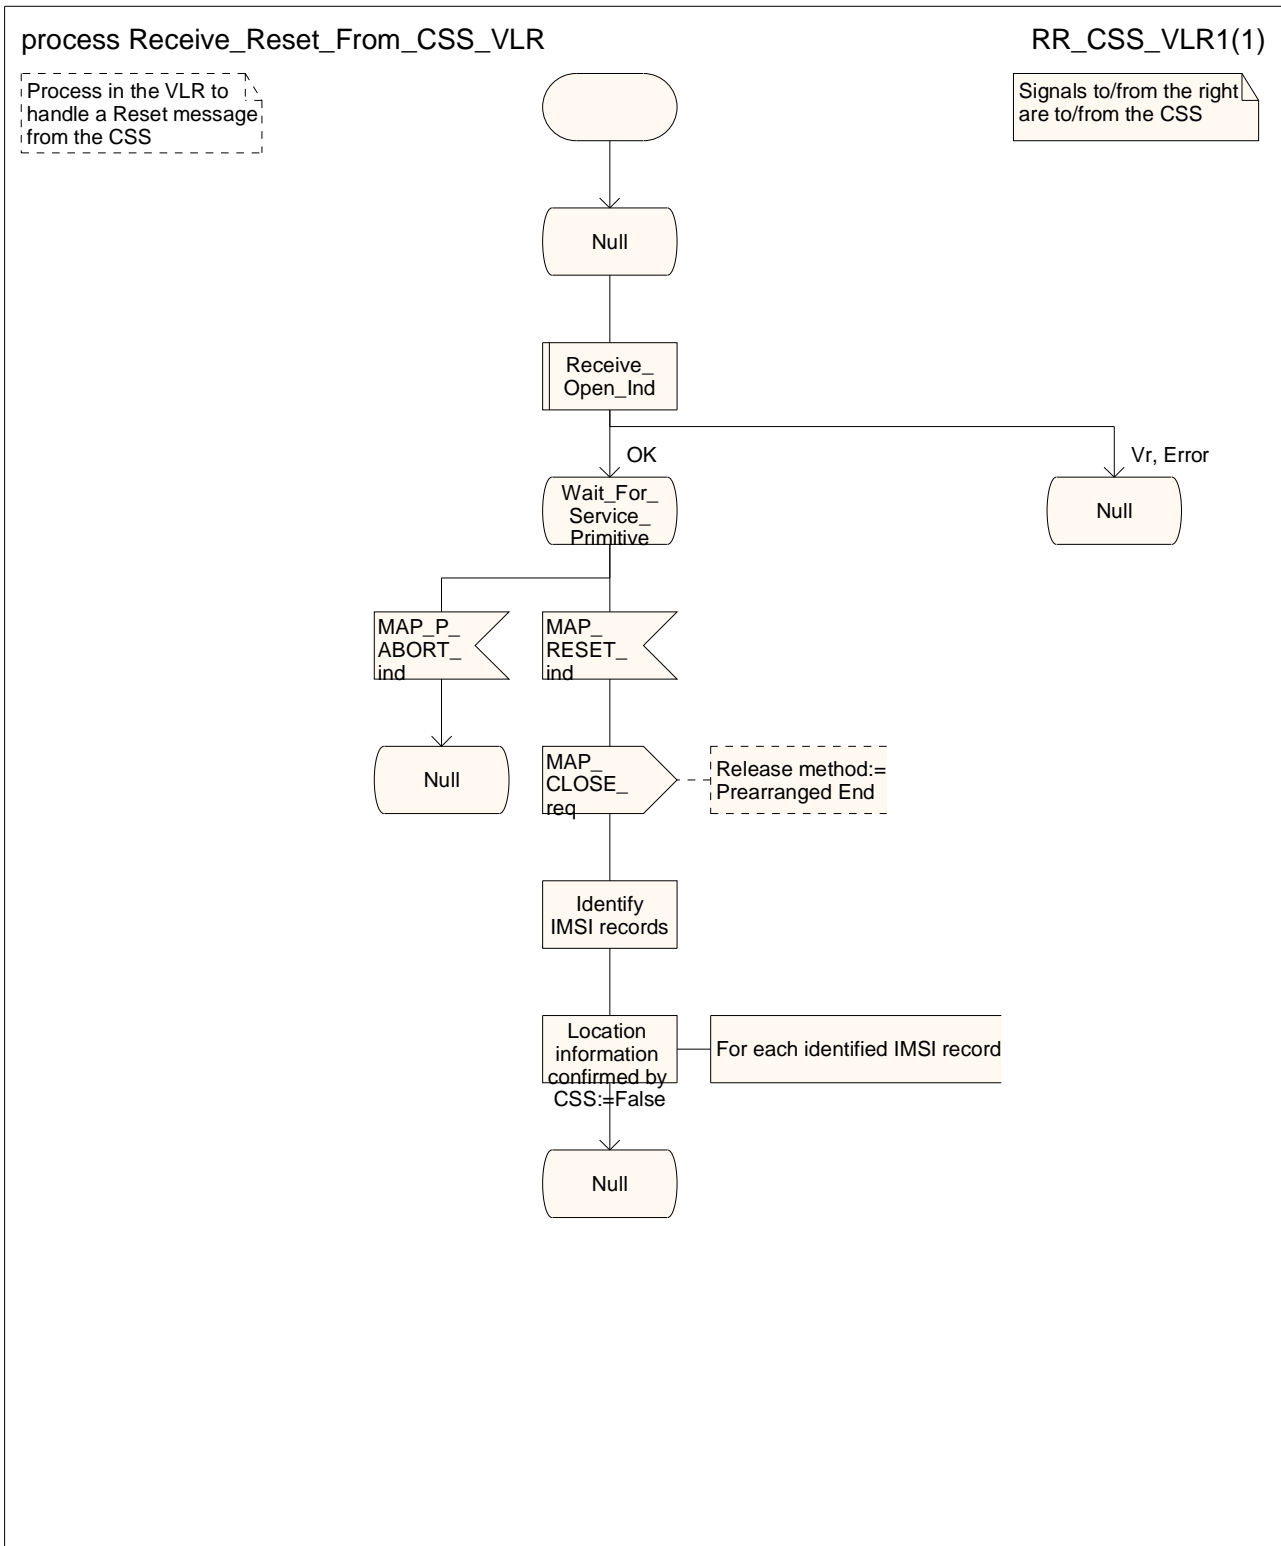 process Receive_Reset_From_CSS_VLR
RR_CSS_VLR1(1)
Process in the VLR to
handle a Reset message
from the CSS
Signals to/from the right
are to/from the CSS
Null
Receive_
Open_Ind
OK
Vr, Error
Wait_For_
Service_
Primitive
Null
MAP_P_
ABORT_
ind
MAP_
RESET_
ind
Null
MAP_
CLOSE_
req
Release method:=
Prearranged End
Identify
IMSI records
Location
information
confirmed by
CSS:=False
For each identified IMSI record
Null